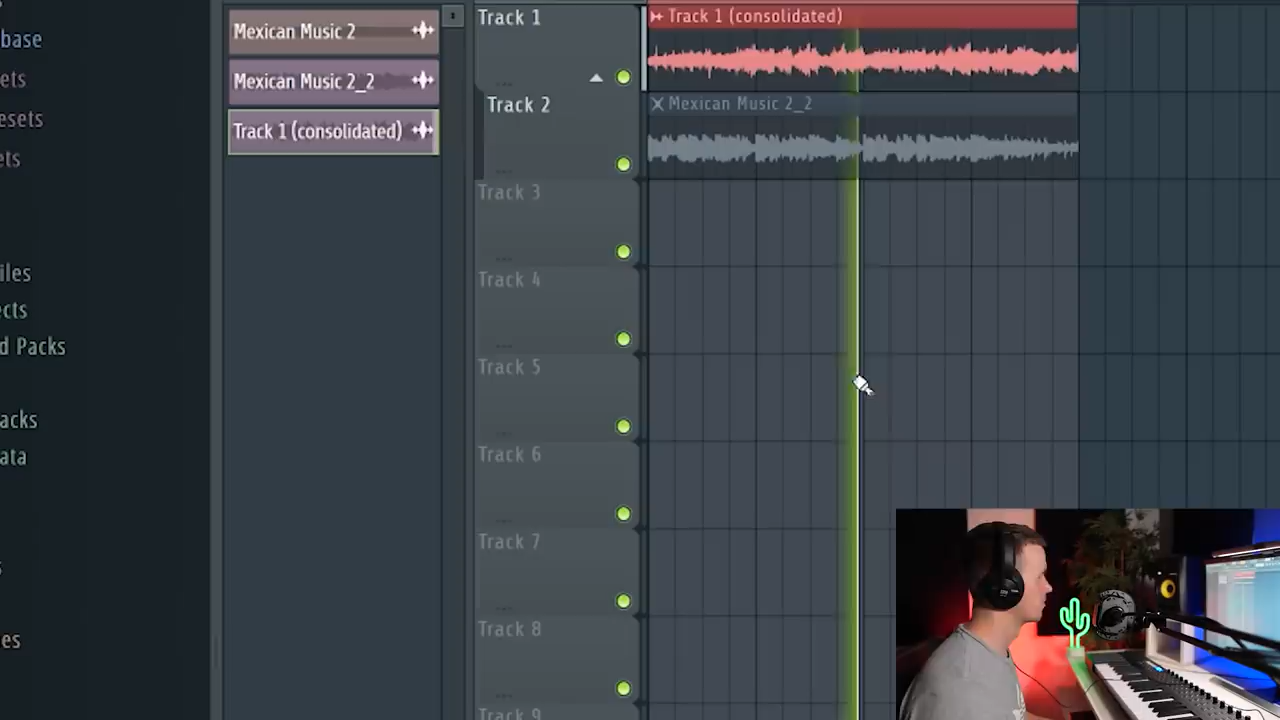 base
ets
esets
ets
iles
ects
d Packs
acks
ata
s
es
Mexican Music 2
Mexican Music 2_2
Track 1 (consolidated)
Track 1
Track 2
Track 3
Track 4
Track 5
Track 6
Track 7
Track 8
Track 9
Track 1 (consolidated)
Mexican Music 2_2